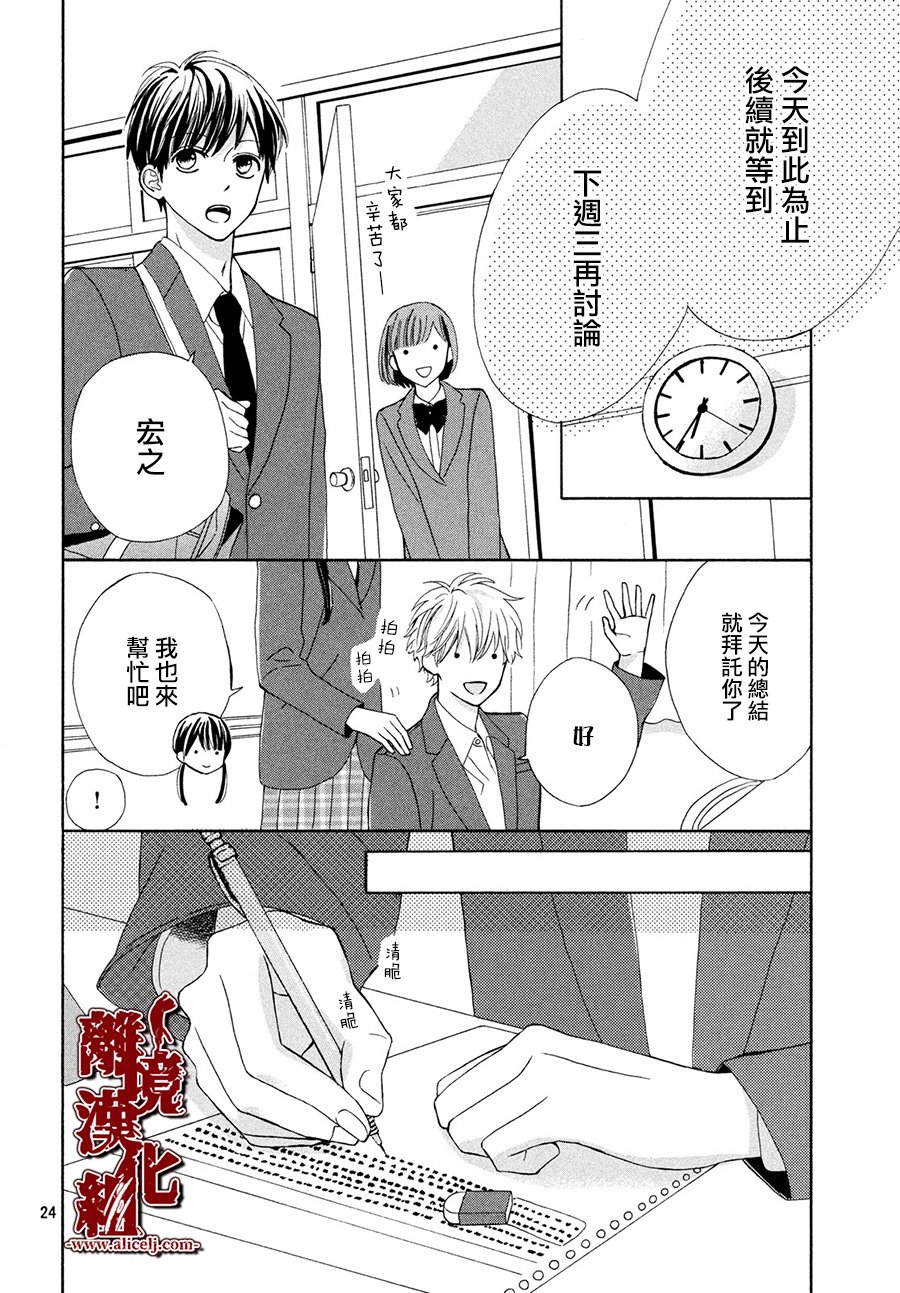 今天到此為止
後續就等到
下週三再討論
大家都
辛苦了—
宏之
今天的總結
就拜託你了
好
拍拍
拍拍
我也來
幫忙吧
！
清脆
清脆
離境
漢化組
-www.alicelj.com-
24